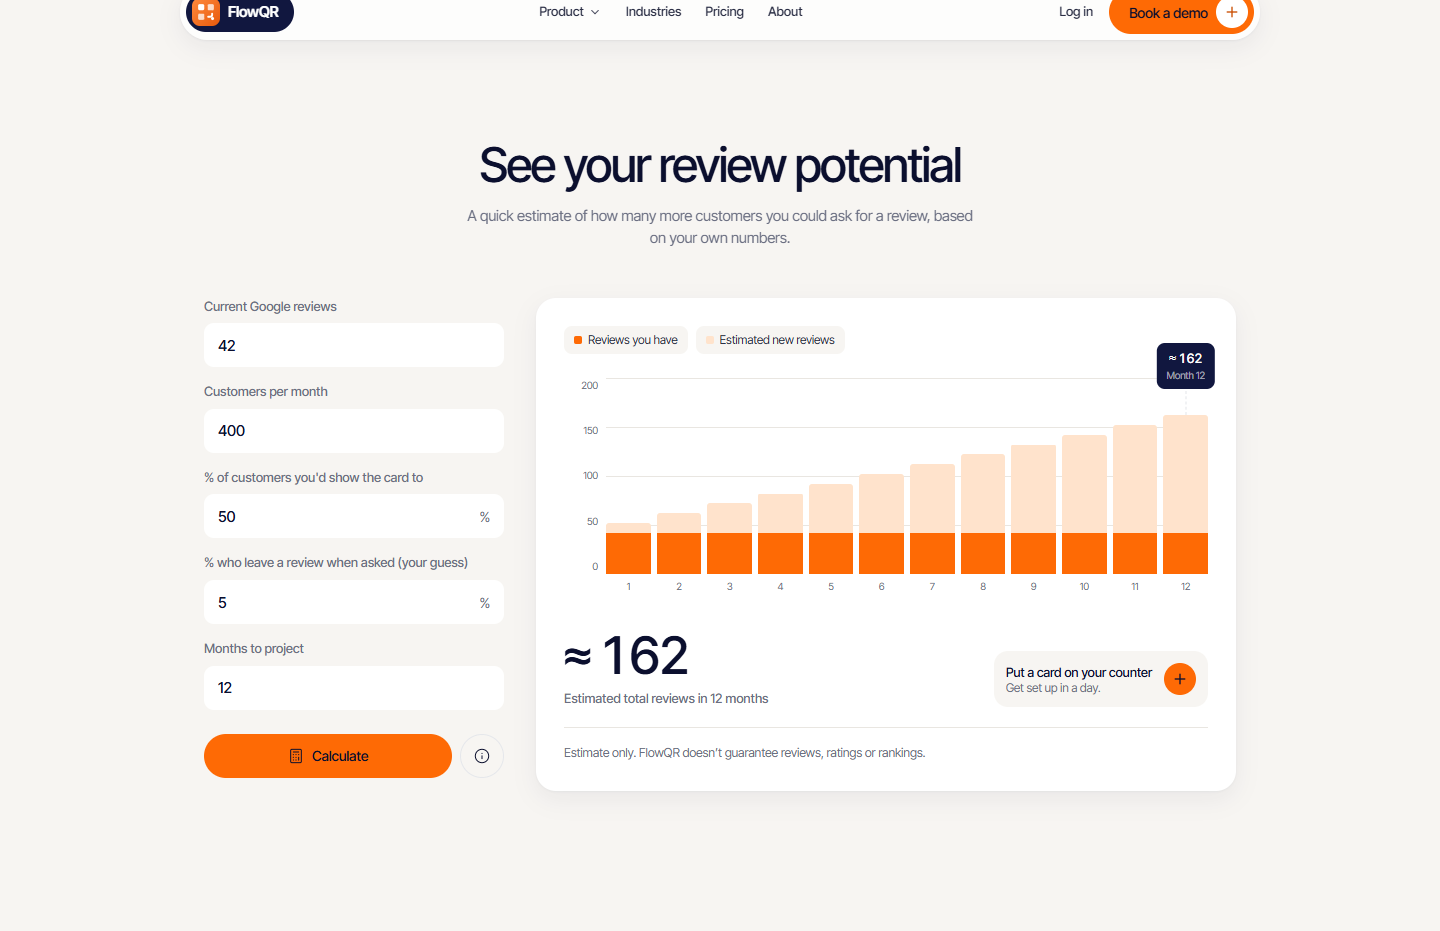 FlowQR
Product
Industries
Pricing
About
Log in
Book a demo
See your review potential
A quick estimate of how many more customers you could ask for a review, based
on your own numbers.
Current Google reviews
42
Customers per month
400
% of customers you'd show the card to
50 %
% who leave a review when asked (your guess)
5 %
Months to project
12
Calculate
Reviews you have
Estimated new reviews
≈ 162
Month 12
200
150
100
50
0
1 2 3 4 5 6 7 8 9 10 11 12
≈ 162
Estimated total reviews in 12 months
Put a card on your counter
Get set up in a day.
Estimate only. FlowQR doesn’t guarantee reviews, ratings or rankings.